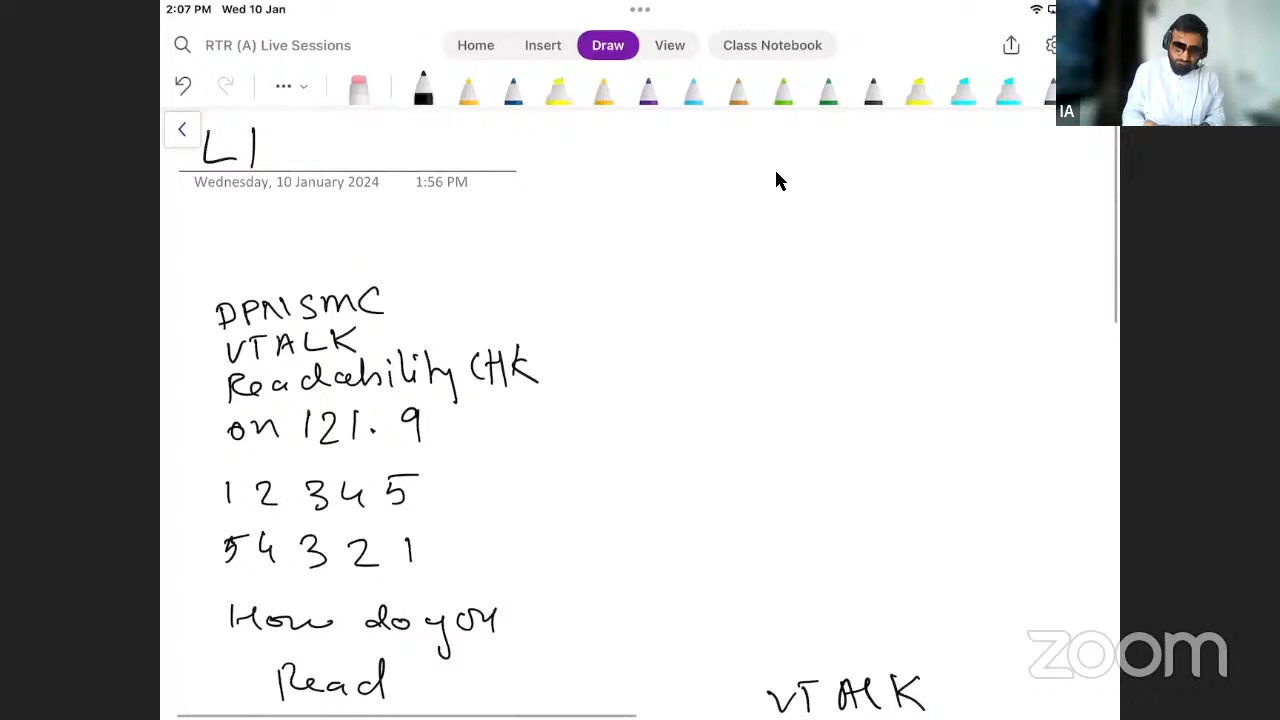 2:07 PM Wed 10 Jan
RTR (A) Live Sessions
Home Insert Draw View Class Notebook
IA
L1
Wednesday, 10 January 2024 1:56 PM
DPN SMC
VTALK
Readability CHK
on 121.9
1 2 3 4 5
5 4 3 2 1
How do you
Read
VTALK
zoom